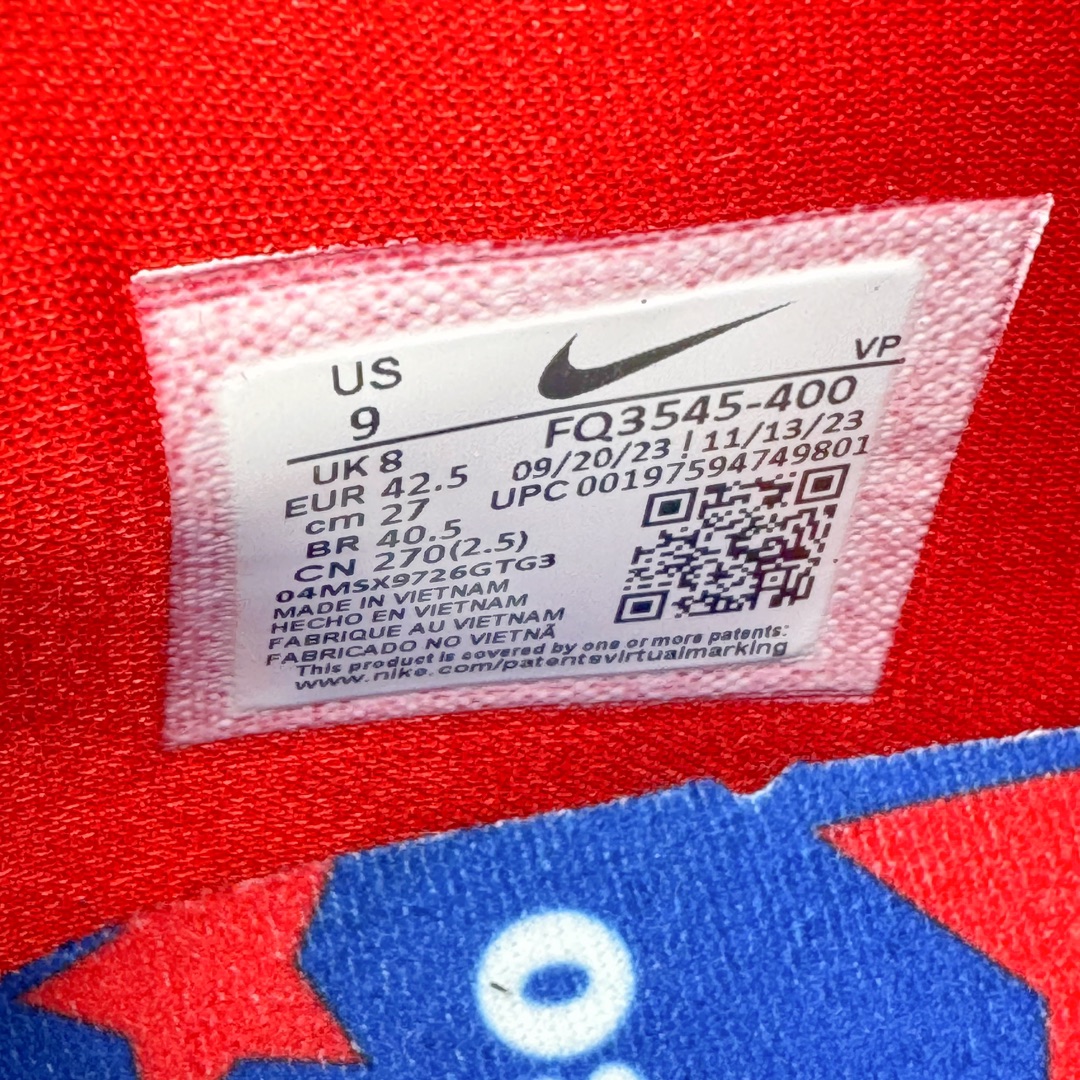 US
9
VP
FQ3545-400
09/20/23 | 11/13/23
UPC 00197594749801
UK 8
EUR 42.5
cm 27
BR 40.5
CN 270(2.5)
04MSX9726GTG3
MADE IN VIETNAM
HECHO EN VIETNAM
FABRIQUE AU VIETNAM
FABRICADO NO VIETNÃ
This product is covered by one or more patents:
www.nike.com/patentsvirtualmarking